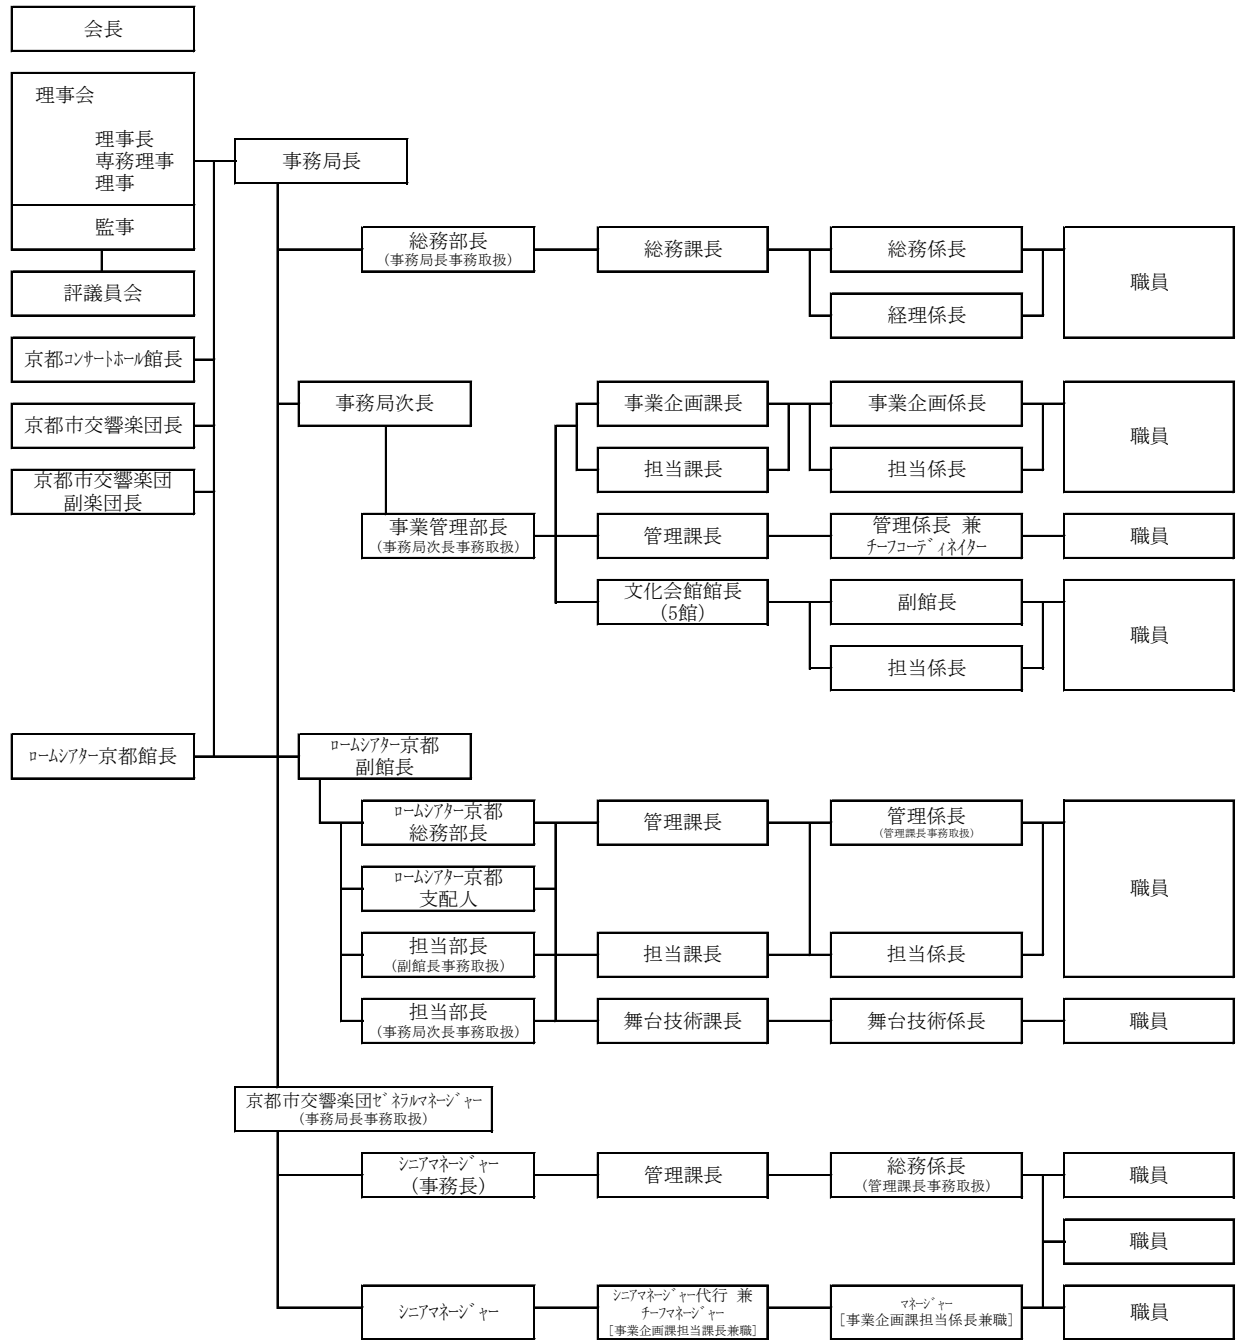 会長
理事会
理事長
専務理事
理事
監事
評議員会
事務局長
総務部長
(事務局長事務取扱)
総務課長
総務係長
経理係長
職員
京都ｺﾝｻｰﾄﾎｰﾙ館長
京都市交響楽団長
京都市交響楽団
副楽団長
事務局次長
事業企画課長
事業企画係長
担当課長
担当係長
職員
事業管理部長
(事務局次長事務取扱)
管理課長
管理係長 兼
ﾁｰﾌｺｰﾃﾞｨﾈｲﾀｰ
職員
文化会館館長
(5館)
副館長
担当係長
職員
ﾛｰﾑｼｱﾀｰ京都館長
ﾛｰﾑｼｱﾀｰ京都
副館長
ﾛｰﾑｼｱﾀｰ京都
総務部長
管理課長
管理係長
(管理課長事務取扱)
職員
ﾛｰﾑｼｱﾀｰ京都
支配人
担当部長
(副館長事務取扱)
担当課長
担当係長
担当部長
(事務局次長事務取扱)
舞台技術課長
舞台技術係長
職員
京都市交響楽団ｾﾞﾈﾗﾙﾏﾈｰｼﾞｬｰ
(事務局長事務取扱)
ｼﾆｱﾏﾈｰｼﾞｬｰ
(事務長)
管理課長
総務係長
(管理課長事務取扱)
職員
職員
ｼﾆｱﾏﾈｰｼﾞｬｰ
ｼﾆｱﾏﾈｰｼﾞｬｰ代行 兼
ﾁｰﾌﾏﾈｰｼﾞｬｰ
[事業企画課担当課長兼職]
ﾏﾈｰｼﾞｬｰ
[事業企画課担当係長兼職]
職員